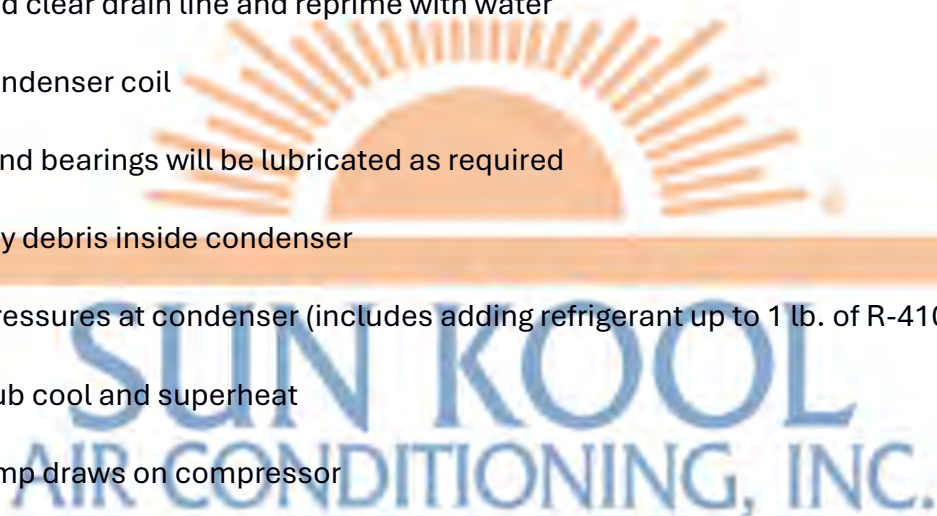 d clear drain line and reprime with water
ndenser coil
nd bearings will be lubricated as required
y debris inside condenser
ressures at condenser (includes adding refrigerant up to 1 lb. of R-410
ub cool and superheat
SUN KOOL
mp draws on compressor
AIR CONDITIONING, INC.